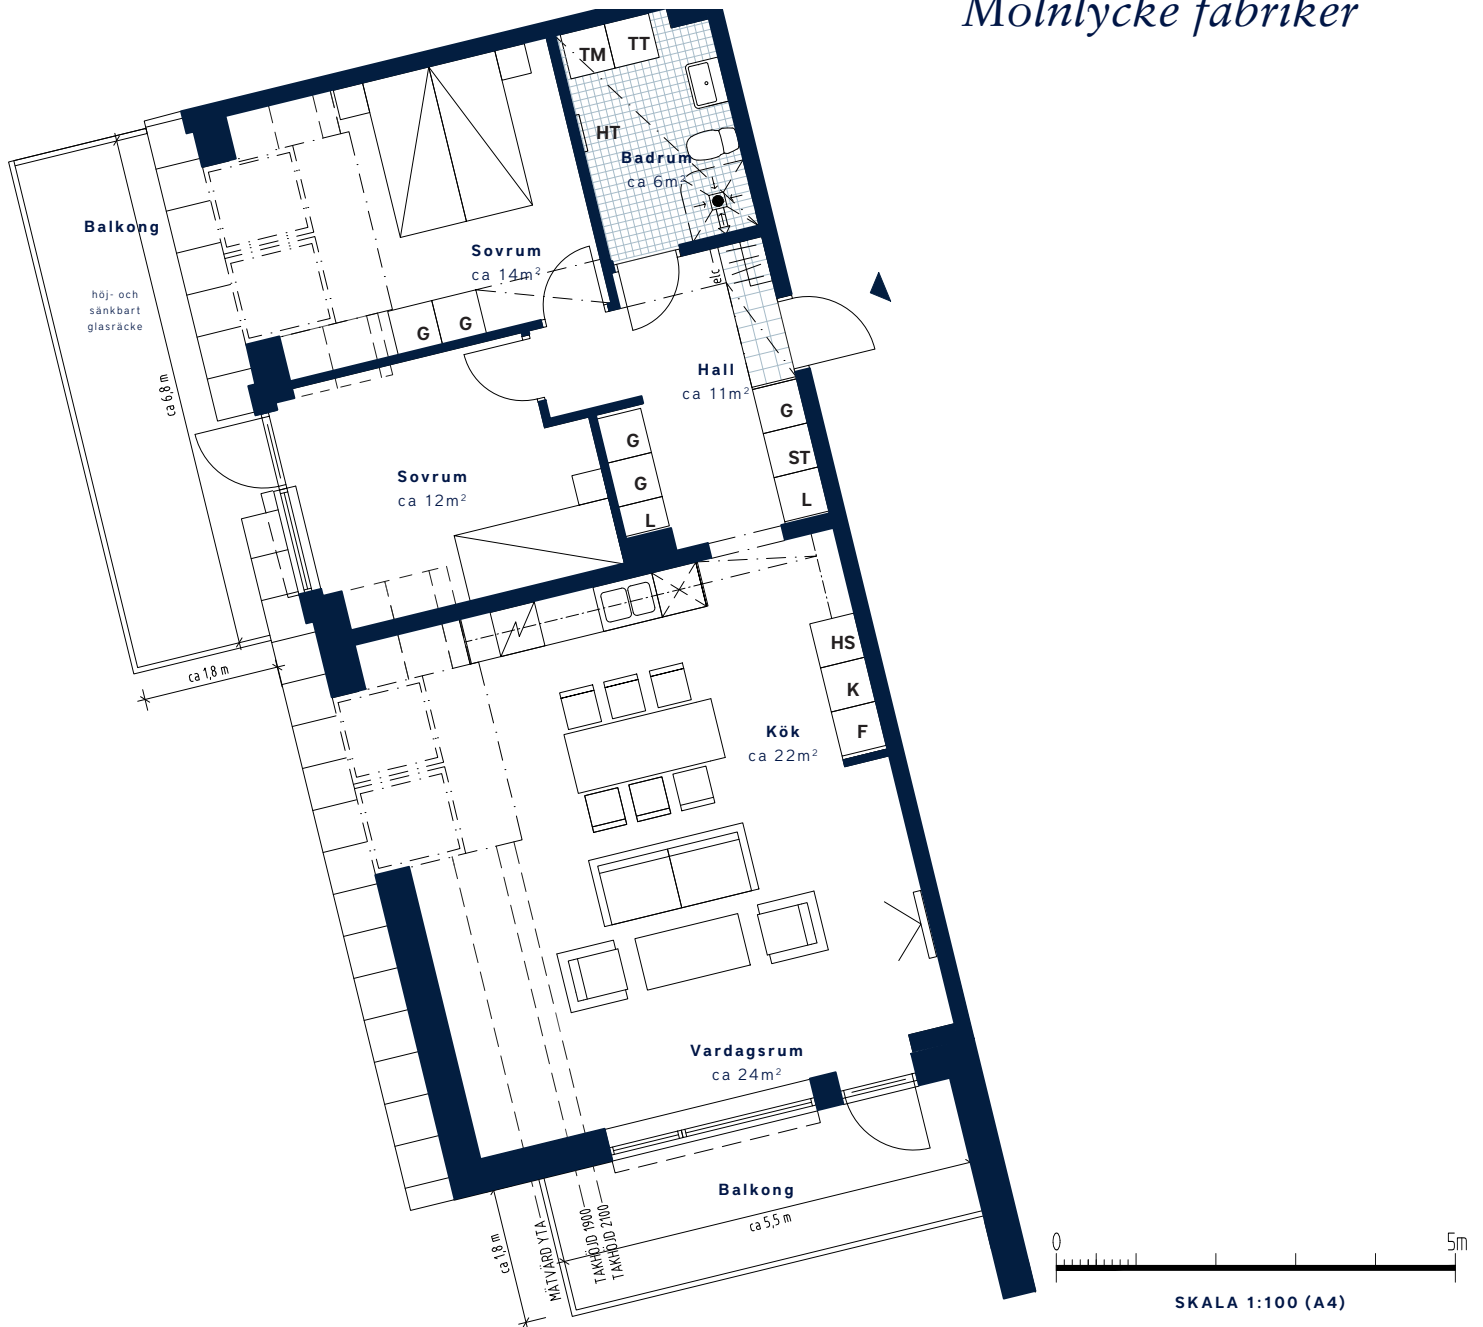 Mölnlycke fabriker
TM
TT
HT
Badrum
ca 6m²
Balkong
höj- och
sänkbart
glasräcke
ca 6,8 m
ca 1,8 m
Sovrum
ca 14m²
G
G
elc
Hall
ca 11m²
G
ST
L
G
G
L
Sovrum
ca 12m²
HS
K
F
Kök
ca 22m²
Vardagsrum
ca 24m²
Balkong
ca 5,5 m
ca 1,8 m
MÄTVÄRD YTA
TAKHÖJD 1900
TAKHÖJD 2100
0
5m
SKALA 1:100 (A4)